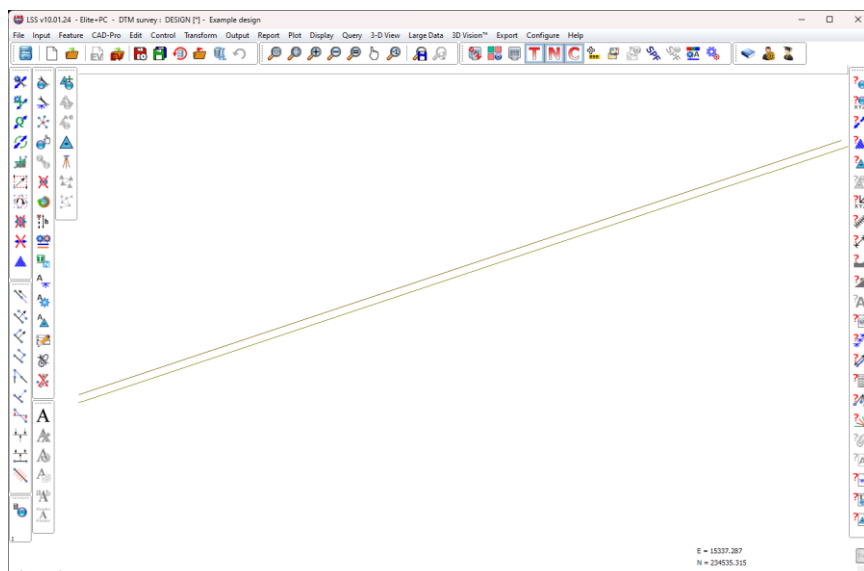 LSS v10.01.24 - Elite+PC - DTM survey : DESIGN [*] - Example design
File Input Feature CAD-Pro Edit Control Transform Output Report Plot Display Query 3-D View Large Data 3D Vision™ Export Configure Help
E = 15337.287
N = 234535.315